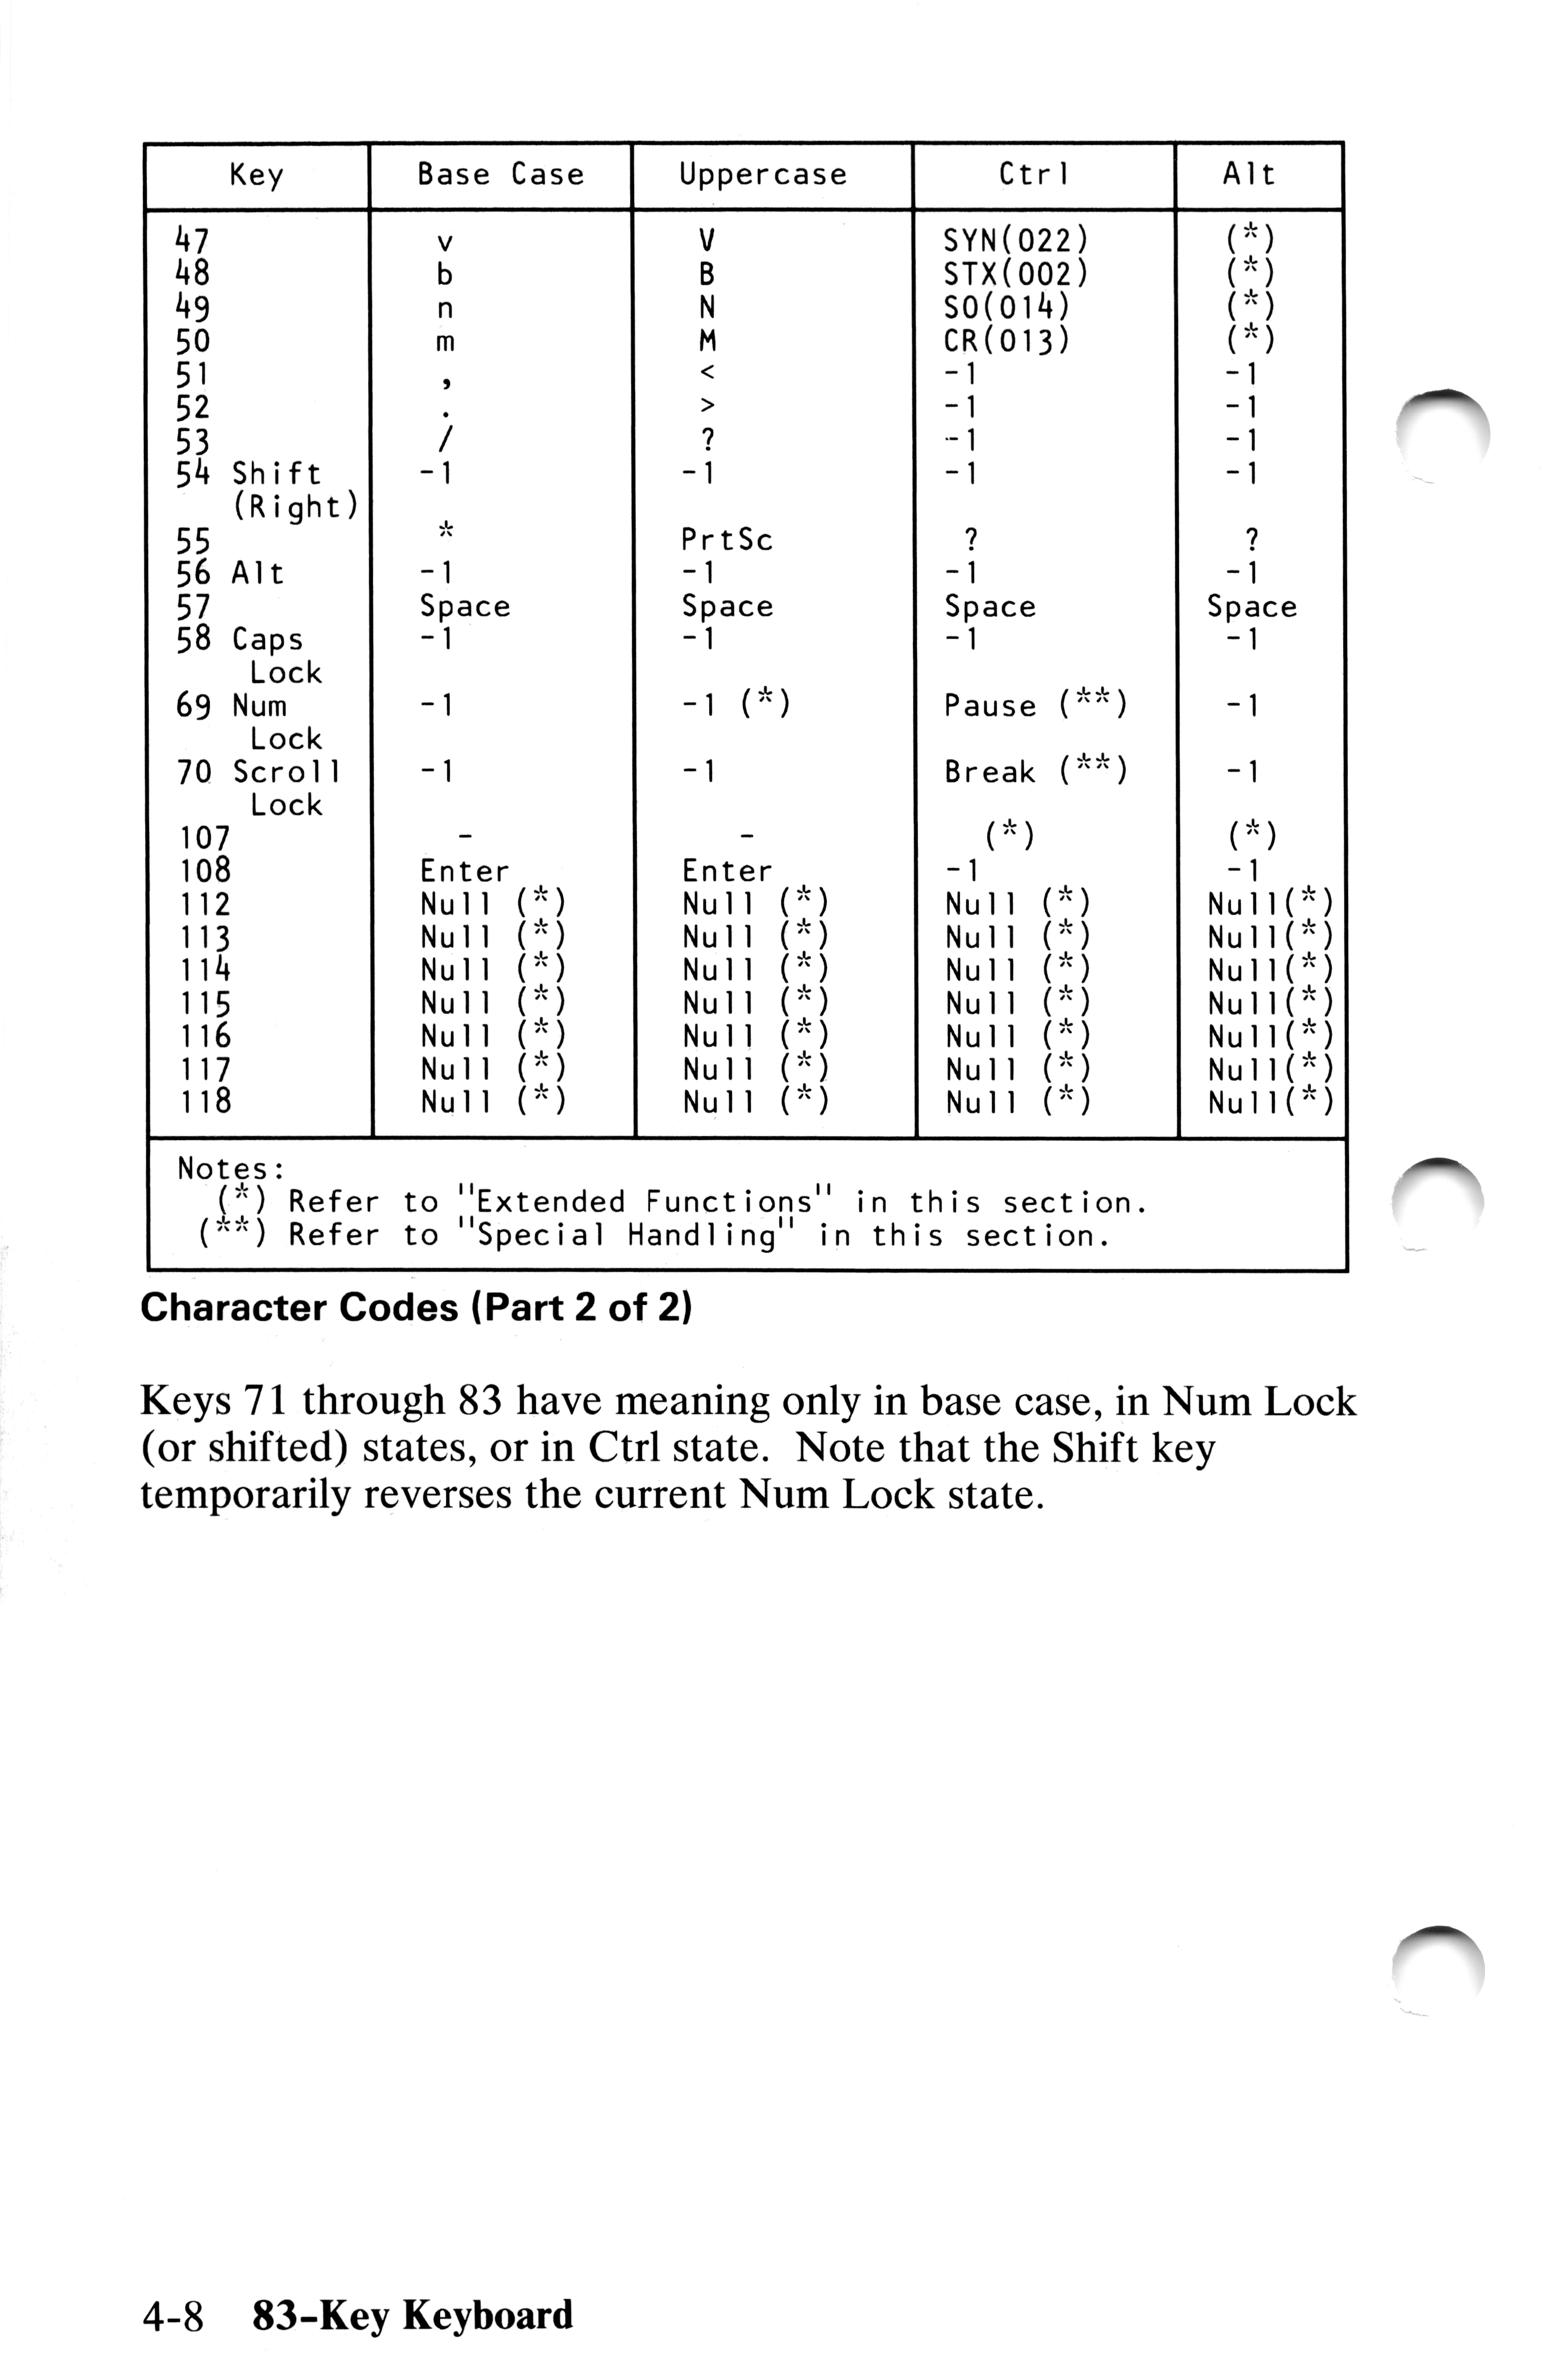 Key Base Case Uppercase Ctrl Alt
47 v V SYN(022) (*)
48 b B STX(002) (*)
49 n N SO(014) (*)
50 m M CR(013) (*)
51 , < -1 -1
52 . > -1 -1
53 / ? -1 -1
54 Shift -1 -1 -1 -1
(Right)
55 * PrtSc ? ?
56 Alt -1 -1 -1 -1
57 Space Space Space Space
58 Caps -1 -1 -1 -1
Lock
69 Num -1 -1 (*) Pause (**) -1
Lock
70 Scroll -1 -1 Break (**) -1
Lock
107 - - (*) (*)
108 Enter Enter -1 -1
112 Null (*) Null (*) Null (*) Null(*)
113 Null (*) Null (*) Null (*) Null(*)
114 Null (*) Null (*) Null (*) Null(*)
115 Null (*) Null (*) Null (*) Null(*)
116 Null (*) Null (*) Null (*) Null(*)
117 Null (*) Null (*) Null (*) Null(*)
118 Null (*) Null (*) Null (*) Null(*)
Notes:
(*) Refer to "Extended Functions" in this section.
(**) Refer to "Special Handling" in this section.
Character Codes (Part 2 of 2)
Keys 71 through 83 have meaning only in base case, in Num Lock
(or shifted) states, or in Ctrl state. Note that the Shift key
temporarily reverses the current Num Lock state.
4-8 83-Key Keyboard